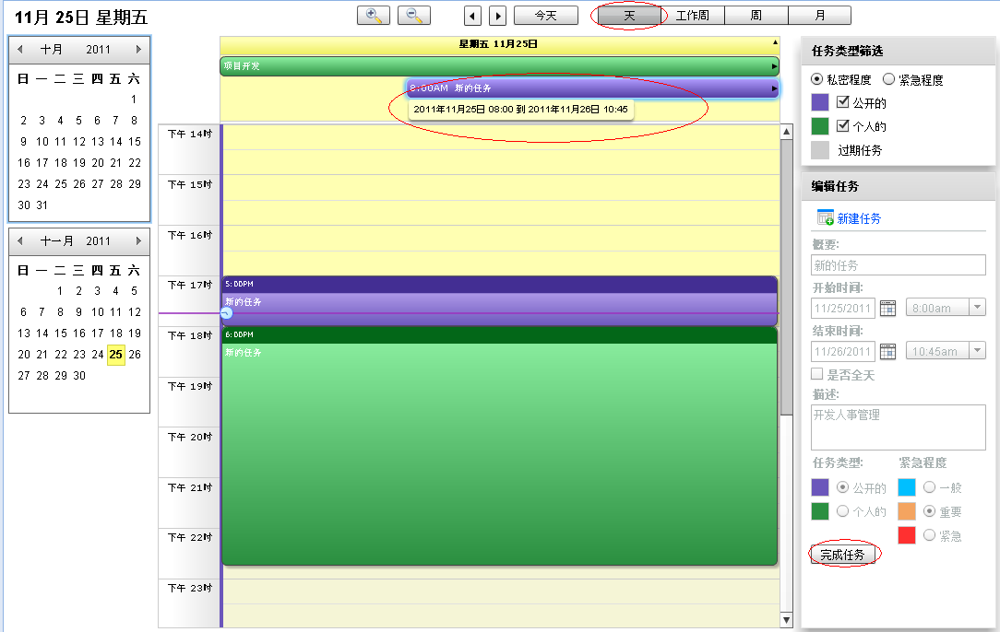 11月 25日 星期五
今天
天
工作周
周
月
十月 2011
日 一 二 三 四 五 六
1
2 3 4 5 6 7 8
9 10 11 12 13 14 15
16 17 18 19 20 21 22
23 24 25 26 27 28 29
30 31
十一月 2011
日 一 二 三 四 五 六
1 2 3 4 5
6 7 8 9 10 11 12
13 14 15 16 17 18 19
20 21 22 23 24 25 26
27 28 29 30
星期五 11月25日
项目开发
8:00AM 新的任务
2011年11月25日 08:00 到 2011年11月26日 10:45
下午 14时
下午 15时
下午 16时
下午 17时
5:00PM
新的任务
下午 18时
6:00PM
新的任务
下午 19时
下午 20时
下午 21时
下午 22时
下午 23时
任务类型筛选
私密程度 紧急程度
公开的
个人的
过期任务
编辑任务
新建任务
概要:
新的任务
开始时间:
11/25/2011 8:00am
结束时间:
11/26/2011 10:45am
是否全天
描述:
开发人事管理
任务类型: 紧急程度
公开的 一般
个人的 重要
紧急
完成任务